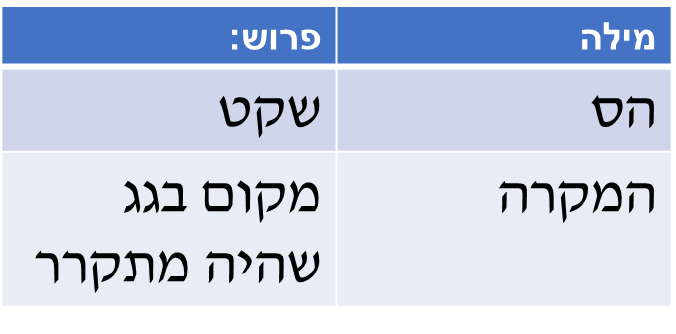 מילה פרוש:
הס שקט
המקרה מקום בגג
שהיה מתקרר